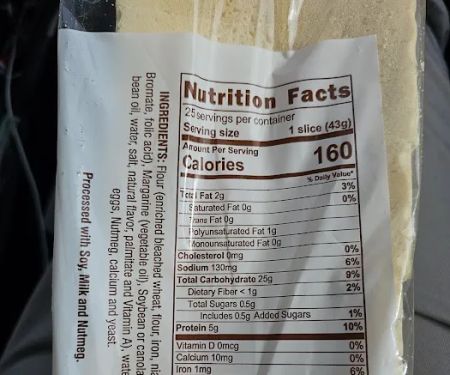 Nutrition Facts
25 servings per container
Serving size 1 slice (43g)
Amount Per Serving
Calories 160
% Daily Value*
Total Fat 2g 3%
Saturated Fat 0g 0%
Trans Fat 0g
Polyunsaturated Fat 1g
Monounsaturated Fat 0g
Cholesterol 0mg 0%
Sodium 130mg 6%
Total Carbohydrate 25g 9%
Dietary Fiber < 1g 2%
Total Sugars 0.5g
Includes 0.5g Added Sugars 1%
Protein 5g 10%
Vitamin D 0mcg 0%
Calcium 10mg 0%
Iron 1mg 6%
INGREDIENTS: Flour (enriched bleached wheat, flour, iron,
Bromate, folic acid), Margarine (vegetable oil), Soybean or canola
bean oil, water, salt, natural flavor, palmitate and Vitamin A),
eggs, Nutmeg, calcium and yeast.
Processed with Soy, Milk and Nutmeg.